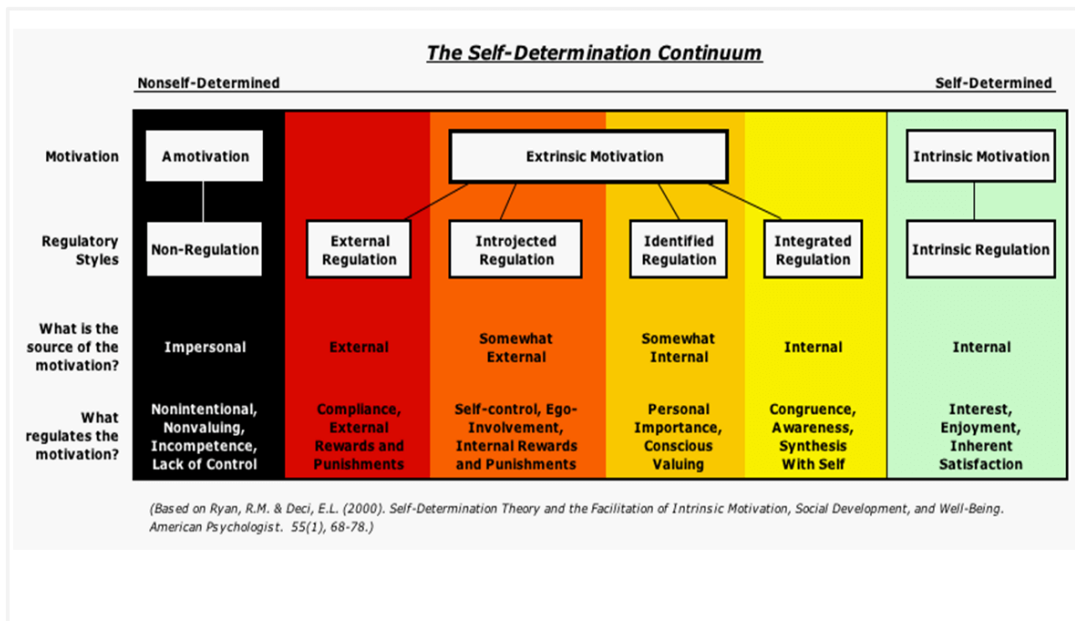 The Self-Determination Continuum
Nonself-Determined
Self-Determined
Motivation
Amotivation
Extrinsic Motivation
Intrinsic Motivation
Regulatory
Styles
Non-Regulation
External
Regulation
Introjected
Regulation
Identified
Regulation
Integrated
Regulation
Intrinsic Regulation
What is the
source of the
motivation?
Impersonal
External
Somewhat
External
Somewhat
Internal
Internal
Internal
What
regulates the
motivation?
Nonintentional,
Nonvaluing,
Incompetence,
Lack of Control
Compliance,
External
Rewards and
Punishments
Self-control, Ego-
Involvement,
Internal Rewards
and Punishments
Personal
Importance,
Conscious
Valuing
Congruence,
Awareness,
Synthesis
With Self
Interest,
Enjoyment,
Inherent
Satisfaction
(Based on Ryan, R.M. & Deci, E.L. (2000). Self-Determination Theory and the Facilitation of Intrinsic Motivation, Social Development, and Well-Being.
American Psychologist. 55(1), 68-78.)